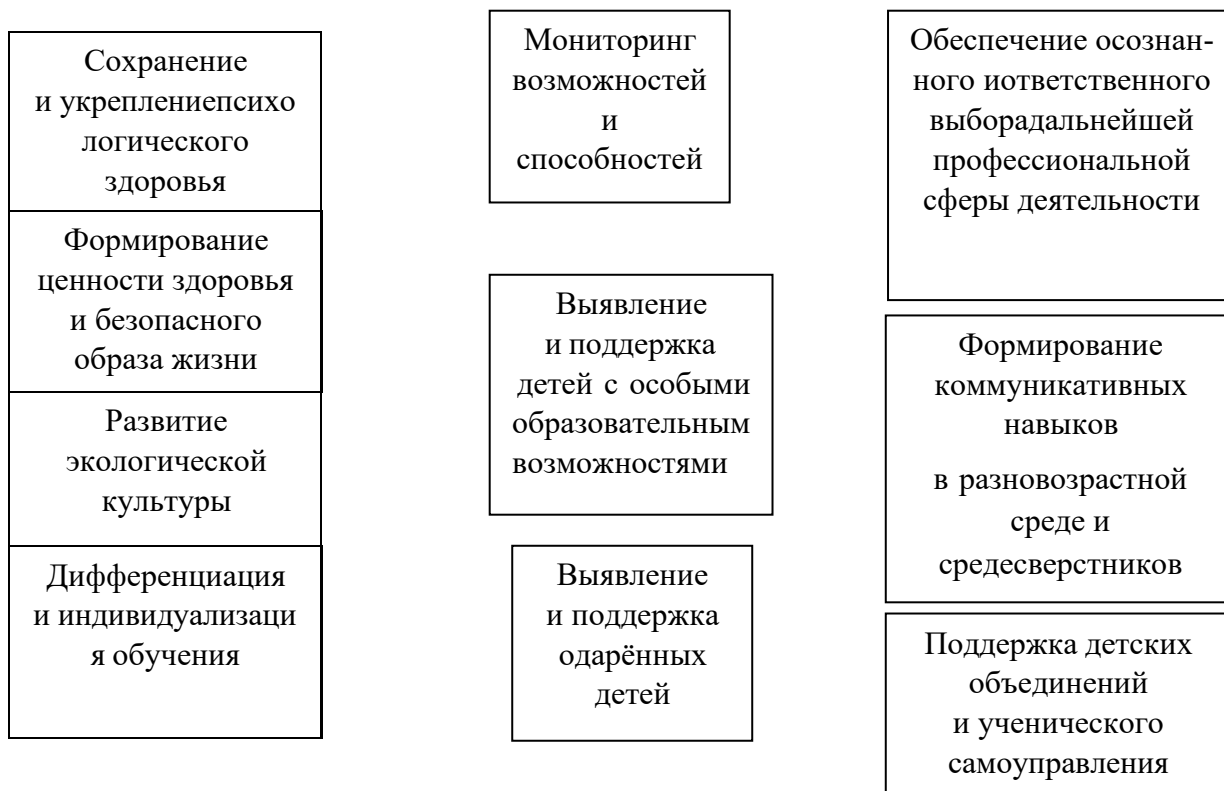 Сохранение
и укреплениепсихо
логического
здоровья
Формирование
ценности здоровья
и безопасного
образа жизни
Развитие
экологической
культуры
Дифференциация
и индивидуализаци
я обучения
Мониторинг
возможностей
и
способностей
Выявление
и поддержка
детей с особыми
образовательным
возможностями
Выявление
и поддержка
одарённых
детей
Обеспечение осознан-
ного иответственного
выборадальнейшей
профессиональной
сферы деятельности
Формирование
коммуникативных
навыков
в разновозрастной
среде и
средесверстников
Поддержка детских
объединений
и ученического
самоуправления